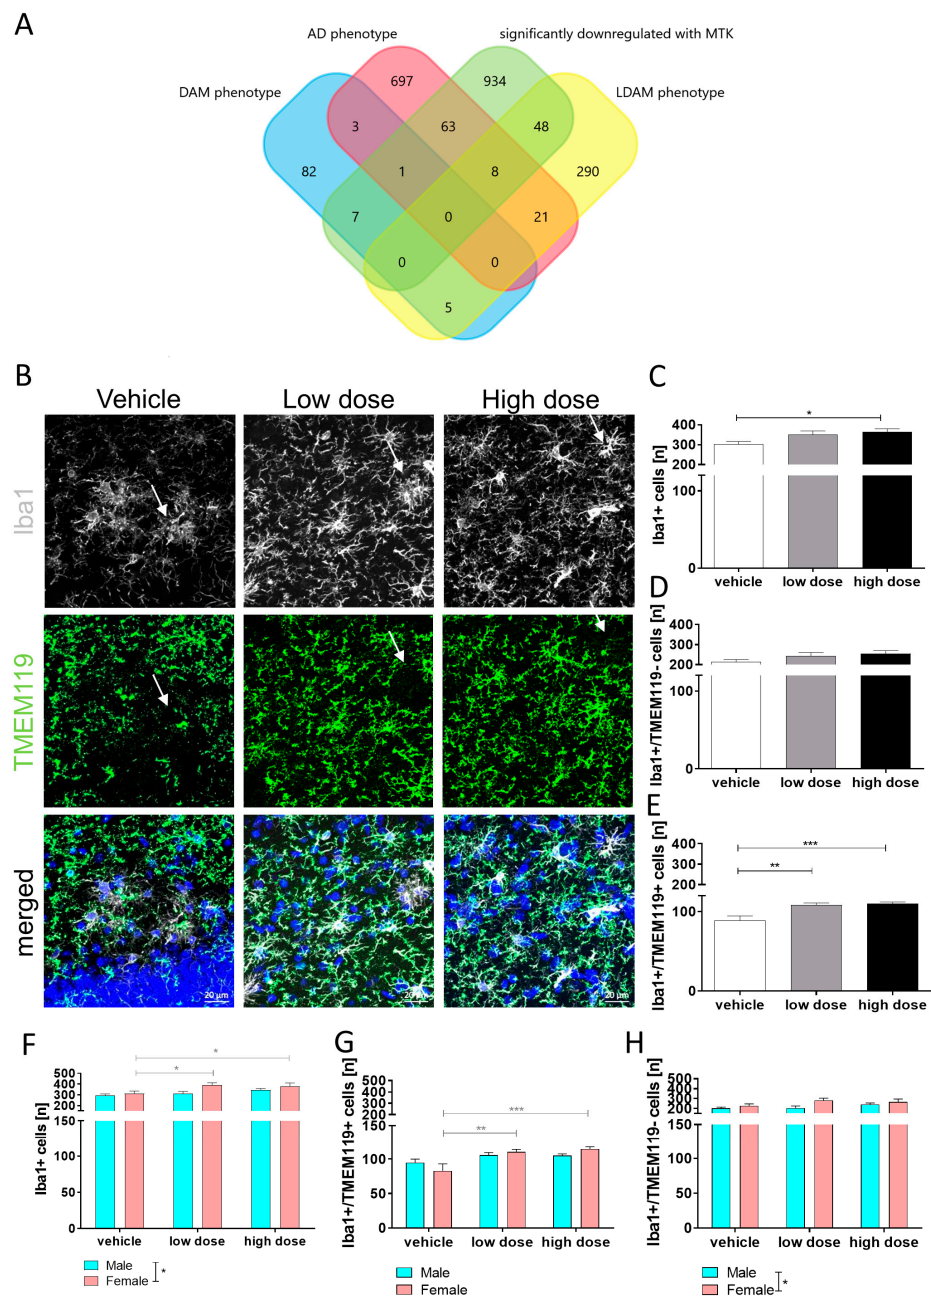 A
AD phenotype
significantly downregulated with MTK
DAM phenotype
LDAM phenotype
697
934
3
63
48
82
1
8
290
7
0
21
0
0
5
B
Vehicle
Low dose
High dose
Iba1
TMEM119
merged
20 µm
20 µm
20 µm
C
*
Iba1+ cells [n]
400
300
200
100
0
vehicle
low dose
high dose
D
Iba1+/TMEM119- cells [n]
400
300
200
100
0
vehicle
low dose
high dose
E
***
**
Iba1+/TMEM119+ cells [n]
400
300
200
100
0
vehicle
low dose
high dose
F
*
*
Iba1+ cells [n]
500
400
300
200
150
100
50
0
vehicle
low dose
high dose
Male
Female
*
G
***
**
Iba1+/TMEM119+ cells [n]
500
400
300
200
150
100
50
0
vehicle
low dose
high dose
Male
Female
H
Iba1+/TMEM119- cells [n]
500
400
300
200
150
100
50
0
vehicle
low dose
high dose
Male
Female
*